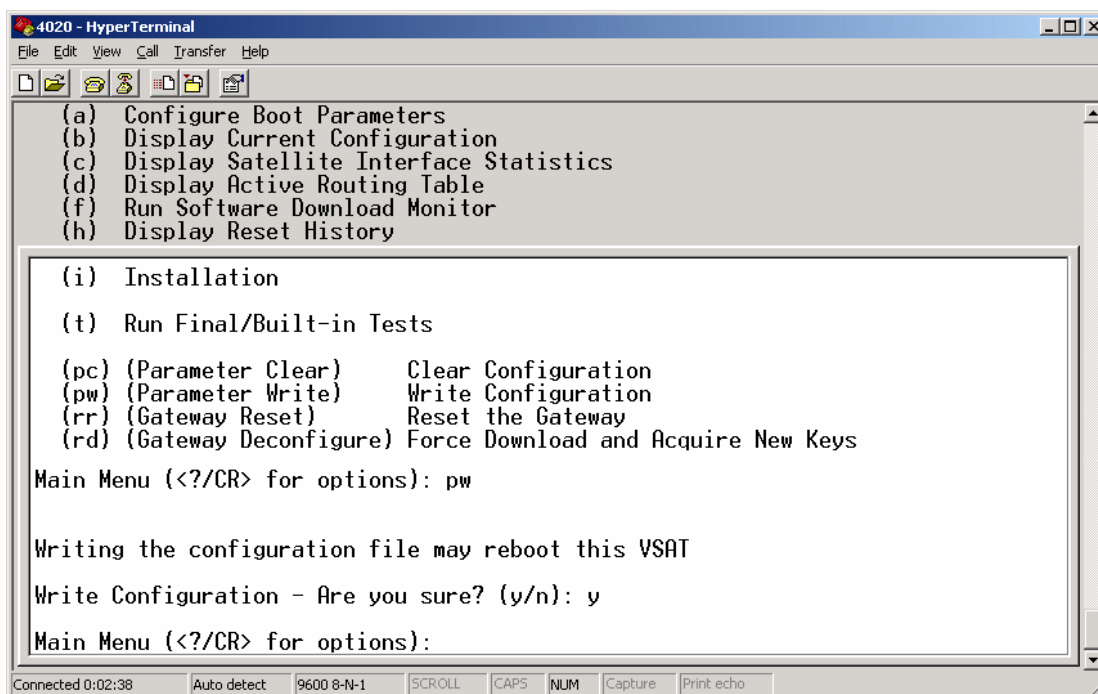 4020 - HyperTerminal
File Edit View Call Transfer Help
(a) Configure Boot Parameters
(b) Display Current Configuration
(c) Display Satellite Interface Statistics
(d) Display Active Routing Table
(f) Run Software Download Monitor
(h) Display Reset History
(i) Installation
(t) Run Final/Built-in Tests
(pc) (Parameter Clear) Clear Configuration
(pw) (Parameter Write) Write Configuration
(rr) (Gateway Reset) Reset the Gateway
(rd) (Gateway Deconfigure) Force Download and Acquire New Keys
Main Menu (<?/CR> for options): pw
Writing the configuration file may reboot this VSAT
Write Configuration - Are you sure? (y/n): y
Main Menu (<?/CR> for options):
Connected 0:02:38 Auto detect 9600 8-N-1 SCROLL CAPS NUM Capture Print echo